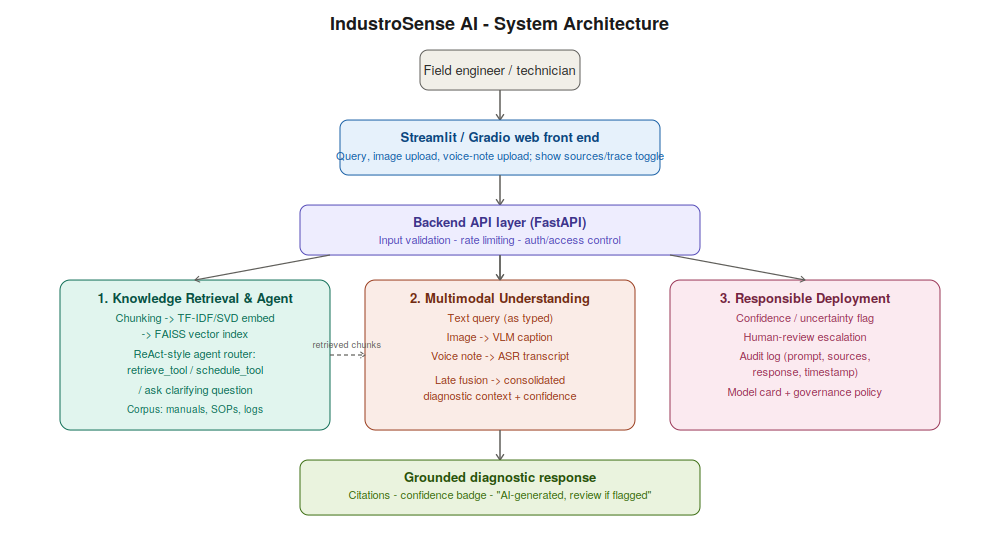 IndustroSense AI - System Architecture
Field engineer / technician
Streamlit / Gradio web front end
Query, image upload, voice-note upload; show sources/trace toggle
Backend API layer (FastAPI)
Input validation - rate limiting - auth/access control
1. Knowledge Retrieval & Agent
Chunking -> TF-IDF/SVD embed
-> FAISS vector index
ReAct-style agent router:
retrieve_tool / schedule_tool
/ ask clarifying question
Corpus: manuals, SOPs, logs
retrieved chunks
2. Multimodal Understanding
Text query (as typed)
Image -> VLM caption
Voice note -> ASR transcript
Late fusion -> consolidated
diagnostic context + confidence
3. Responsible Deployment
Confidence / uncertainty flag
Human-review escalation
Audit log (prompt, sources,
response, timestamp)
Model card + governance policy
Grounded diagnostic response
Citations - confidence badge - "AI-generated, review if flagged"